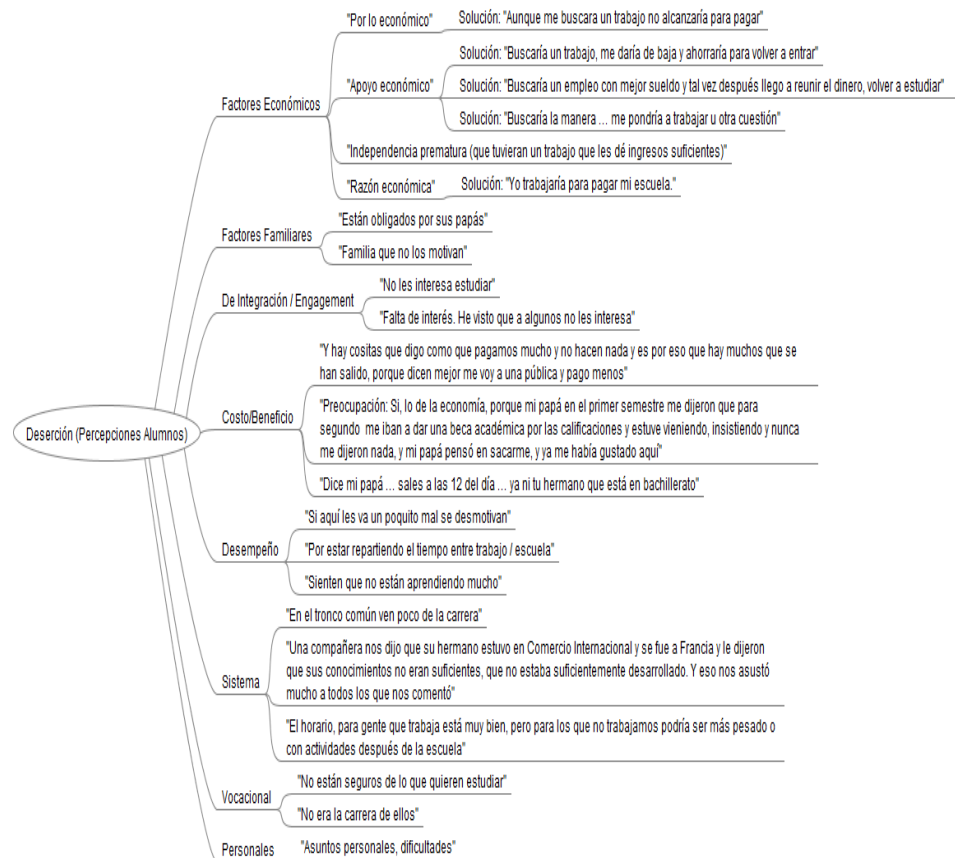 Deserción (Percepciones Alumnos)
Factores Económicos
"Por lo económico"
Solución: "Aunque me buscara un trabajo no alcanzaría para pagar"
"Apoyo económico"
Solución: "Buscaría un trabajo, me daría de baja y ahorraría para volver a entrar"
Solución: "Buscaría un empleo con mejor sueldo y tal vez después llego a reunir el dinero, volver a estudiar"
Solución: "Buscaría la manera ... me pondría a trabajar u otra cuestión"
"Independencia prematura (que tuvieran un trabajo que les dé ingresos suficientes)"
"Razón económica"
Solución: "Yo trabajaría para pagar mi escuela."
Factores Familiares
"Están obligados por sus papás"
"Familia que no los motivan"
De Integración / Engagement
"No les interesa estudiar"
"Falta de interés. He visto que a algunos no les interesa"
Costo/Beneficio
"Y hay cositas que digo como que pagamos mucho y no hacen nada y es por eso que hay muchos que se
han salido, porque dicen mejor me voy a una pública y pago menos"
"Preocupación: Si, lo de la economía, porque mi papá en el primer semestre me dijeron que para
segundo me iban a dar una beca académica por las calificaciones y estuve vieniendo, insistiendo y nunca
me dijeron nada, y mi papá pensó en sacarme, y ya me había gustado aquí"
"Dice mi papá ... sales a las 12 del día ... ya ni tu hermano que está en bachillerato"
Desempeño
"Si aquí les va un poquito mal se desmotivan"
"Por estar repartiendo el tiempo entre trabajo / escuela"
"Sienten que no están aprendiendo mucho"
Sistema
"En el tronco común ven poco de la carrera"
"Una compañera nos dijo que su hermano estuvo en Comercio Internacional y se fue a Francia y le dijeron
que sus conocimientos no eran suficientes, que no estaba suficientemente desarrollado. Y eso nos asustó
mucho a todos los que nos comentó"
"El horario, para gente que trabaja está muy bien, pero para los que no trabajamos podría ser más pesado o
con actividades después de la escuela"
Vocacional
"No están seguros de lo que quieren estudiar"
"No era la carrera de ellos"
Personales
"Asuntos personales, dificultades"